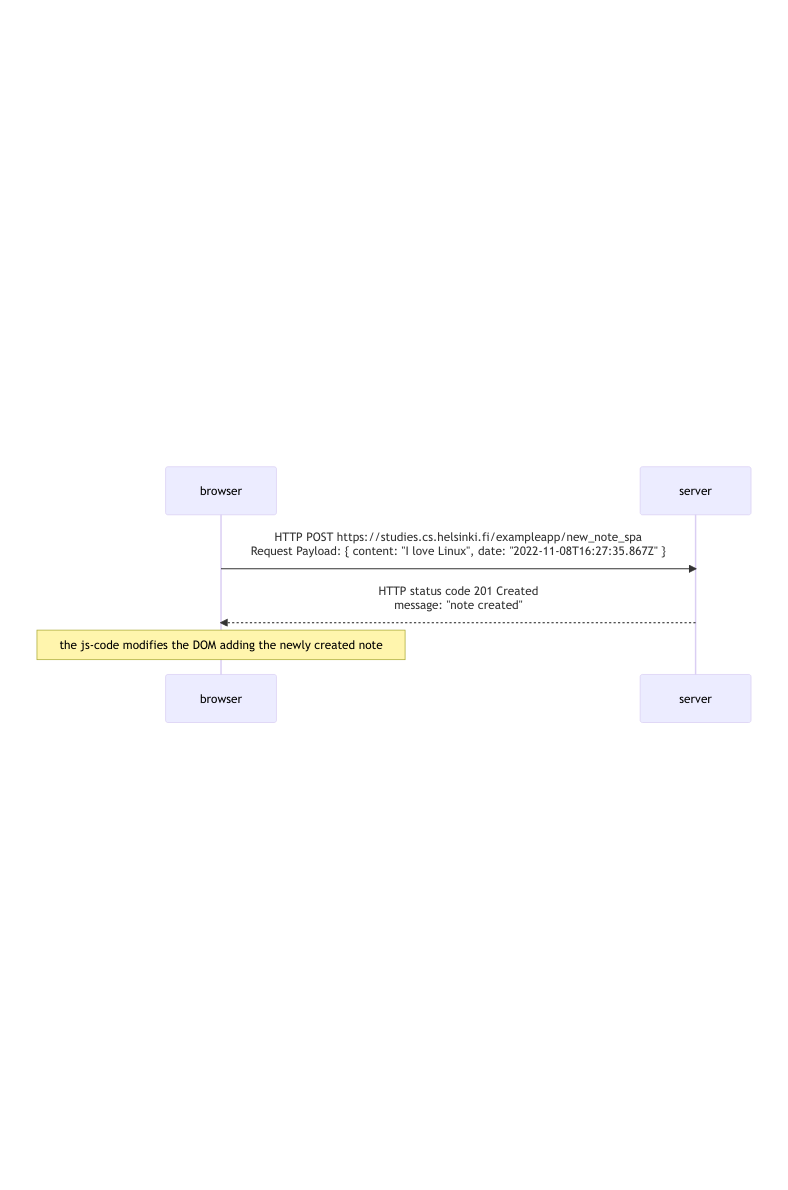 browser
server
HTTP POST https://studies.cs.helsinki.fi/exampleapp/new_note_spa
Request Payload: { content: "I love Linux", date: "2022-11-08T16:27:35.867Z" }
HTTP status code 201 Created
message: "note created"
the js-code modifies the DOM adding the newly created note
browser
server